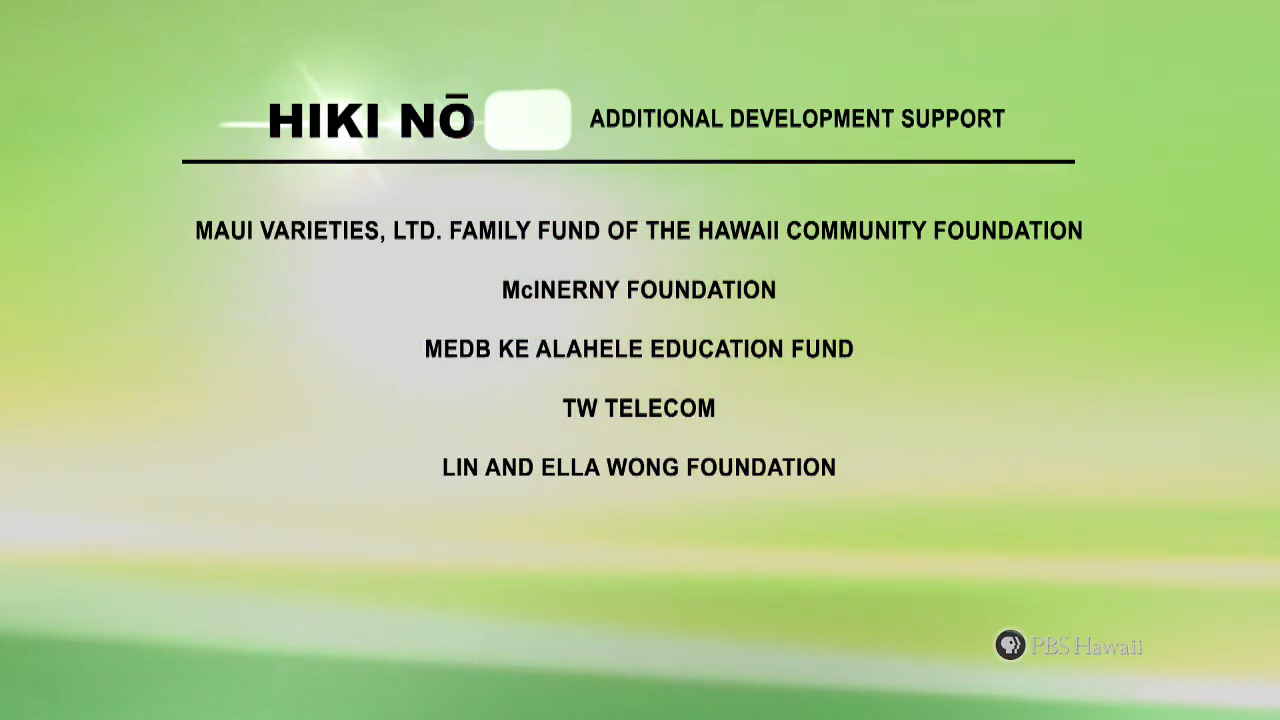 HIKI NŌ ADDITIONAL DEVELOPMENT SUPPORT
MAUI VARIETIES, LTD. FAMILY FUND OF THE HAWAII COMMUNITY FOUNDATION
McINERNY FOUNDATION
MEDB KE ALAHELE EDUCATION FUND
TW TELECOM
LIN AND ELLA WONG FOUNDATION
PBS Hawaii